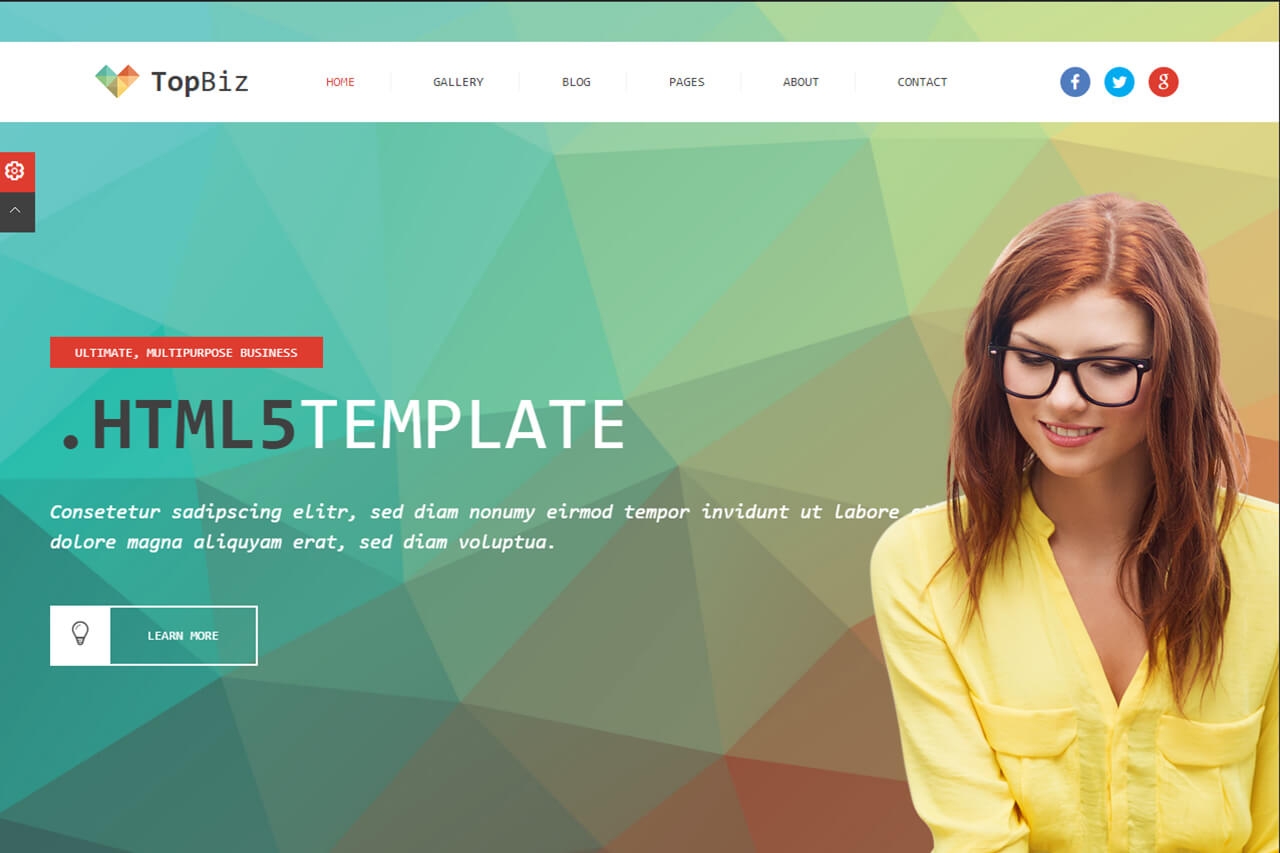 TopBiz
HOME GALLERY BLOG PAGES ABOUT CONTACT
f g
ULTIMATE, MULTIPURPOSE BUSINESS
.HTML5TEMPLATE
Consetetur sadipscing elitr, sed diam nonumy eirmod tempor invidunt ut labore
dolore magna aliquyam erat, sed diam voluptua.
LEARN MORE